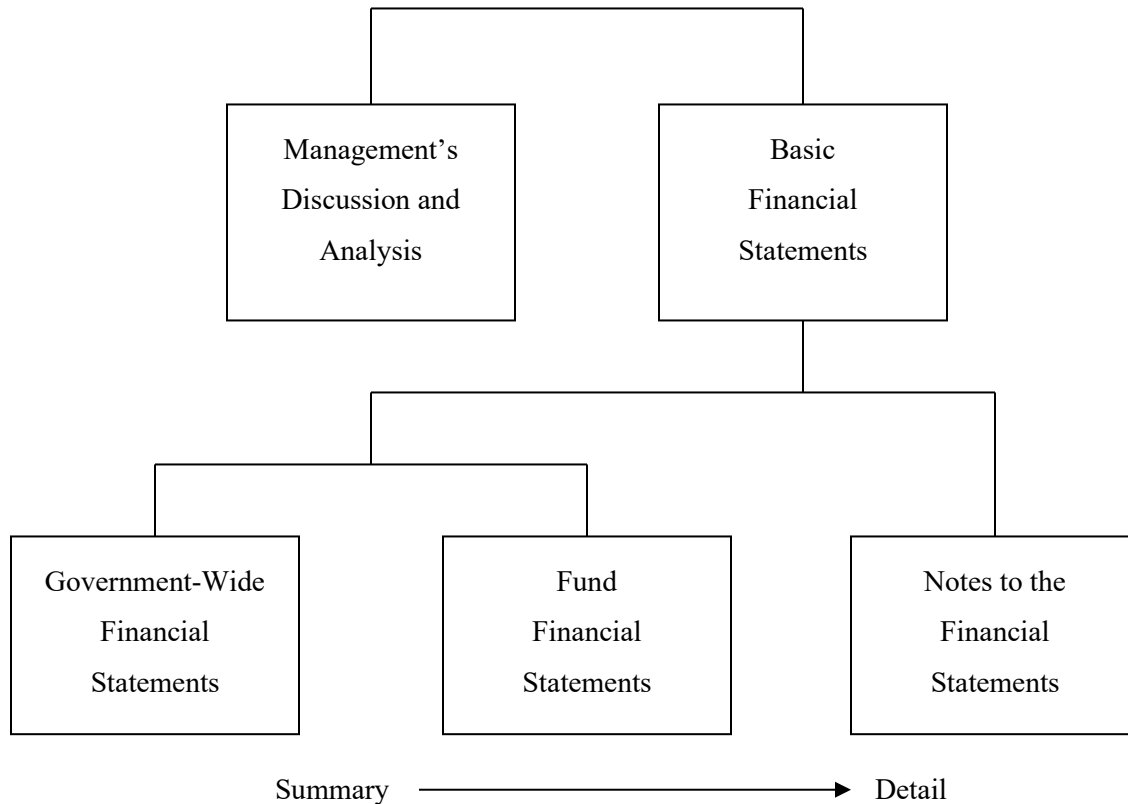 Management’s
Discussion and
Analysis
Basic
Financial
Statements
Government-Wide
Financial
Statements
Fund
Financial
Statements
Notes to the
Financial
Statements
Summary
Detail